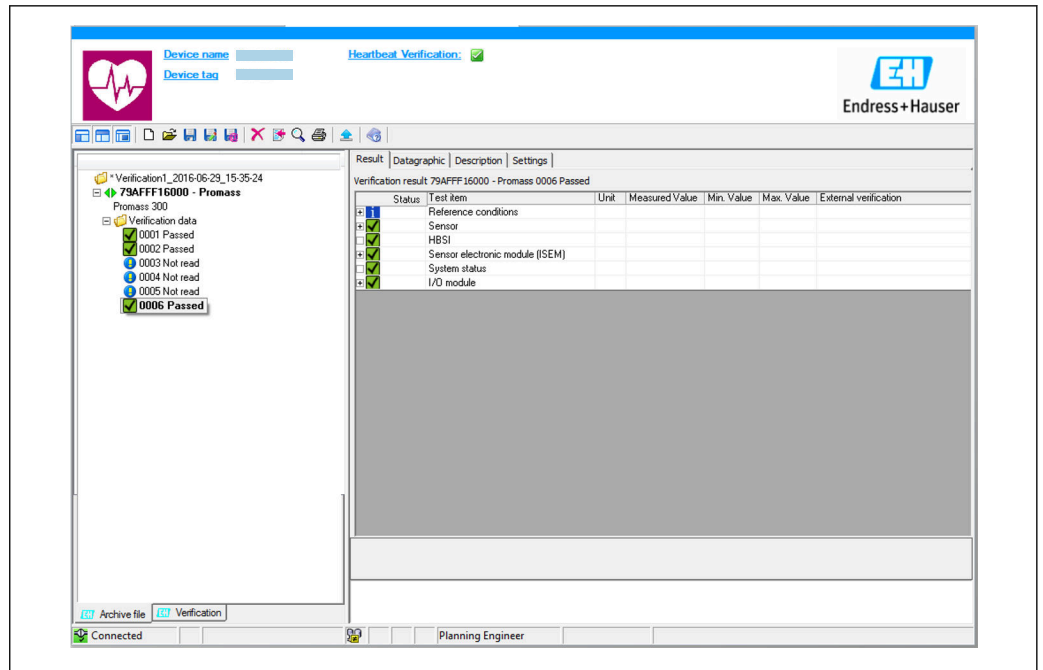 Device name
Heartbeat Verification:
Device tag
EH
Endress+Hauser
Result Datagraphic Description Settings
* Verification1_2016-06-29_15-35-24
79AFFF16000 - Promass
Promass 300
Verification data
0001 Passed
0002 Passed
0003 Not read
0004 Not read
0005 Not read
0006 Passed
Verification result 79AFFF16000 - Promass 0006 Passed
Status Test item Unit Measured Value Min. Value Max. Value External verification
i Reference conditions
Sensor
HBSI
Sensor electronic module (ISEM)
System status
I/O module
EH Archive file EH Verification
Connected Planning Engineer